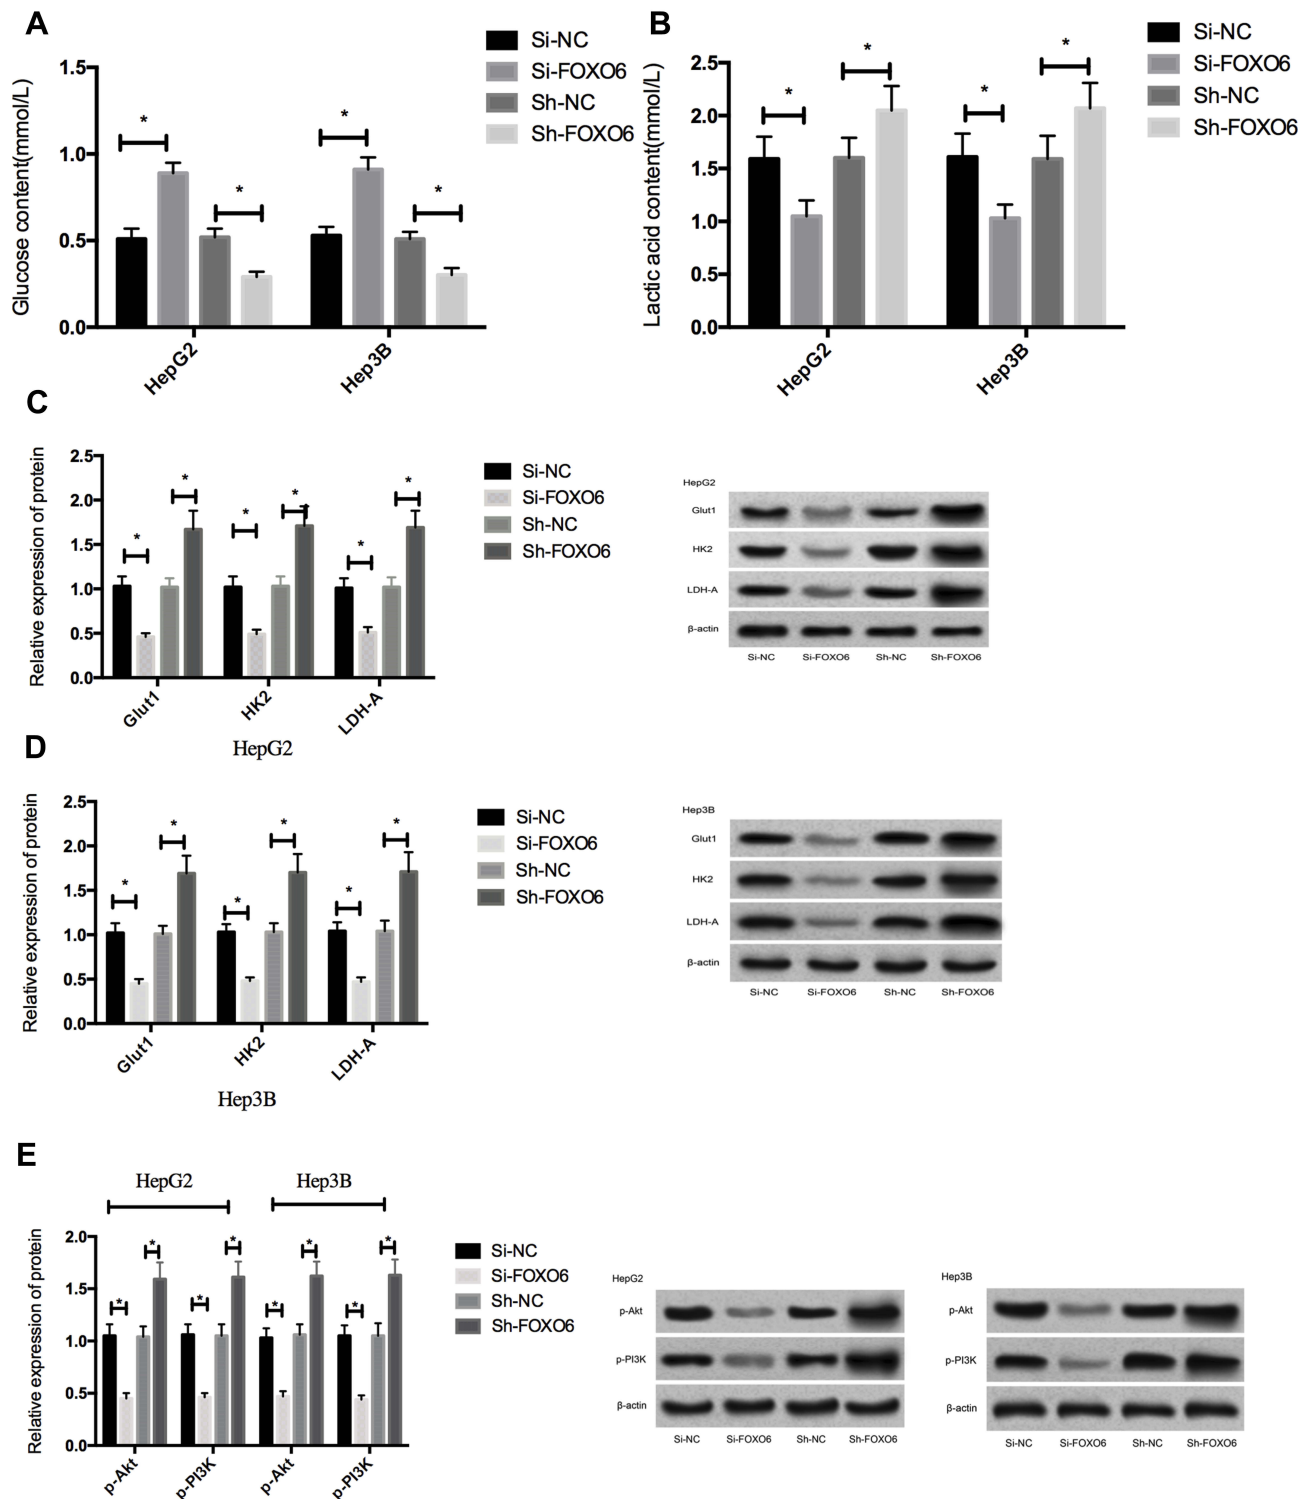 A
Si-NC
Si-FOXO6
Sh-NC
Sh-FOXO6
Glucose content(mmol/L)
1.5
1.0
0.5
0.0
*
*
*
*
HepG2
Hep3B
B
Si-NC
Si-FOXO6
Sh-NC
Sh-FOXO6
Lactic acid content(mmol/L)
2.5
2.0
1.5
1.0
0.5
0.0
*
*
*
*
HepG2
Hep3B
C
Relative expression of protein
2.5
2.0
1.5
1.0
0.5
0.0
*
*
*
*
*
*
Glut1
HK2
LDH-A
HepG2
Si-NC
Si-FOXO6
Sh-NC
Sh-FOXO6
HepG2
Glut1
HK2
LDH-A
β-actin
Si-NC
Si-FOXO6
Sh-NC
Sh-FOXO6
D
Relative expression of protein
2.5
2.0
1.5
1.0
0.5
0.0
*
*
*
*
*
*
Glut1
HK2
LDH-A
Hep3B
Si-NC
Si-FOXO6
Sh-NC
Sh-FOXO6
Hep3B
Glut1
HK2
LDH-A
β-actin
Si-NC
Si-FOXO6
Sh-NC
Sh-FOXO6
E
HepG2
Hep3B
Relative expression of protein
2.0
1.5
1.0
0.5
0.0
*
*
*
*
*
*
*
*
p-Akt
p-PI3K
p-Akt
p-PI3K
Si-NC
Si-FOXO6
Sh-NC
Sh-FOXO6
HepG2
p-Akt
p-PI3K
β-actin
Si-NC
Si-FOXO6
Sh-NC
Sh-FOXO6
Hep3B
p-Akt
p-PI3K
β-actin
Si-NC
Si-FOXO6
Sh-NC
Sh-FOXO6